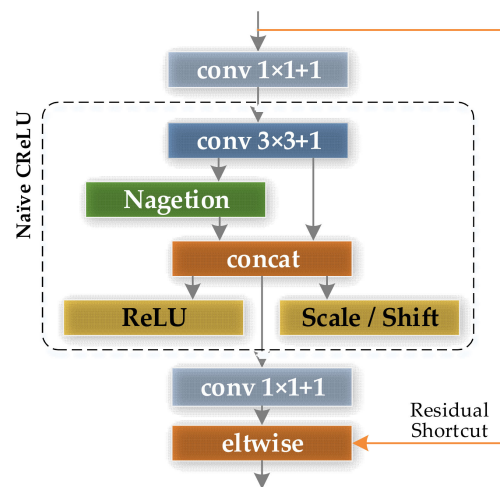 conv 1×1+1
Naïve CReLU
conv 3×3+1
Nagetion
concat
ReLU
Scale / Shift
conv 1×1+1
Residual
Shortcut
eltwise